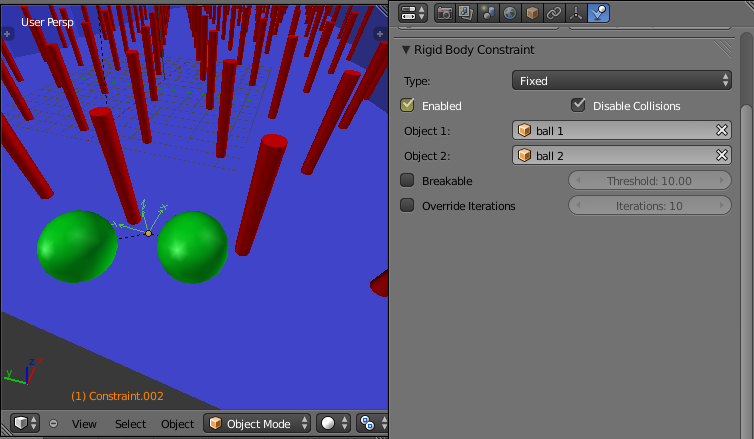 User Persp
z
y
(1) Constraint.002
View Select Object Object Mode
Rigid Body Constraint
Type: Fixed
Enabled Disable Collisions
Object 1: ball 1
Object 2: ball 2
Breakable Threshold: 10.00
Override Iterations Iterations: 10